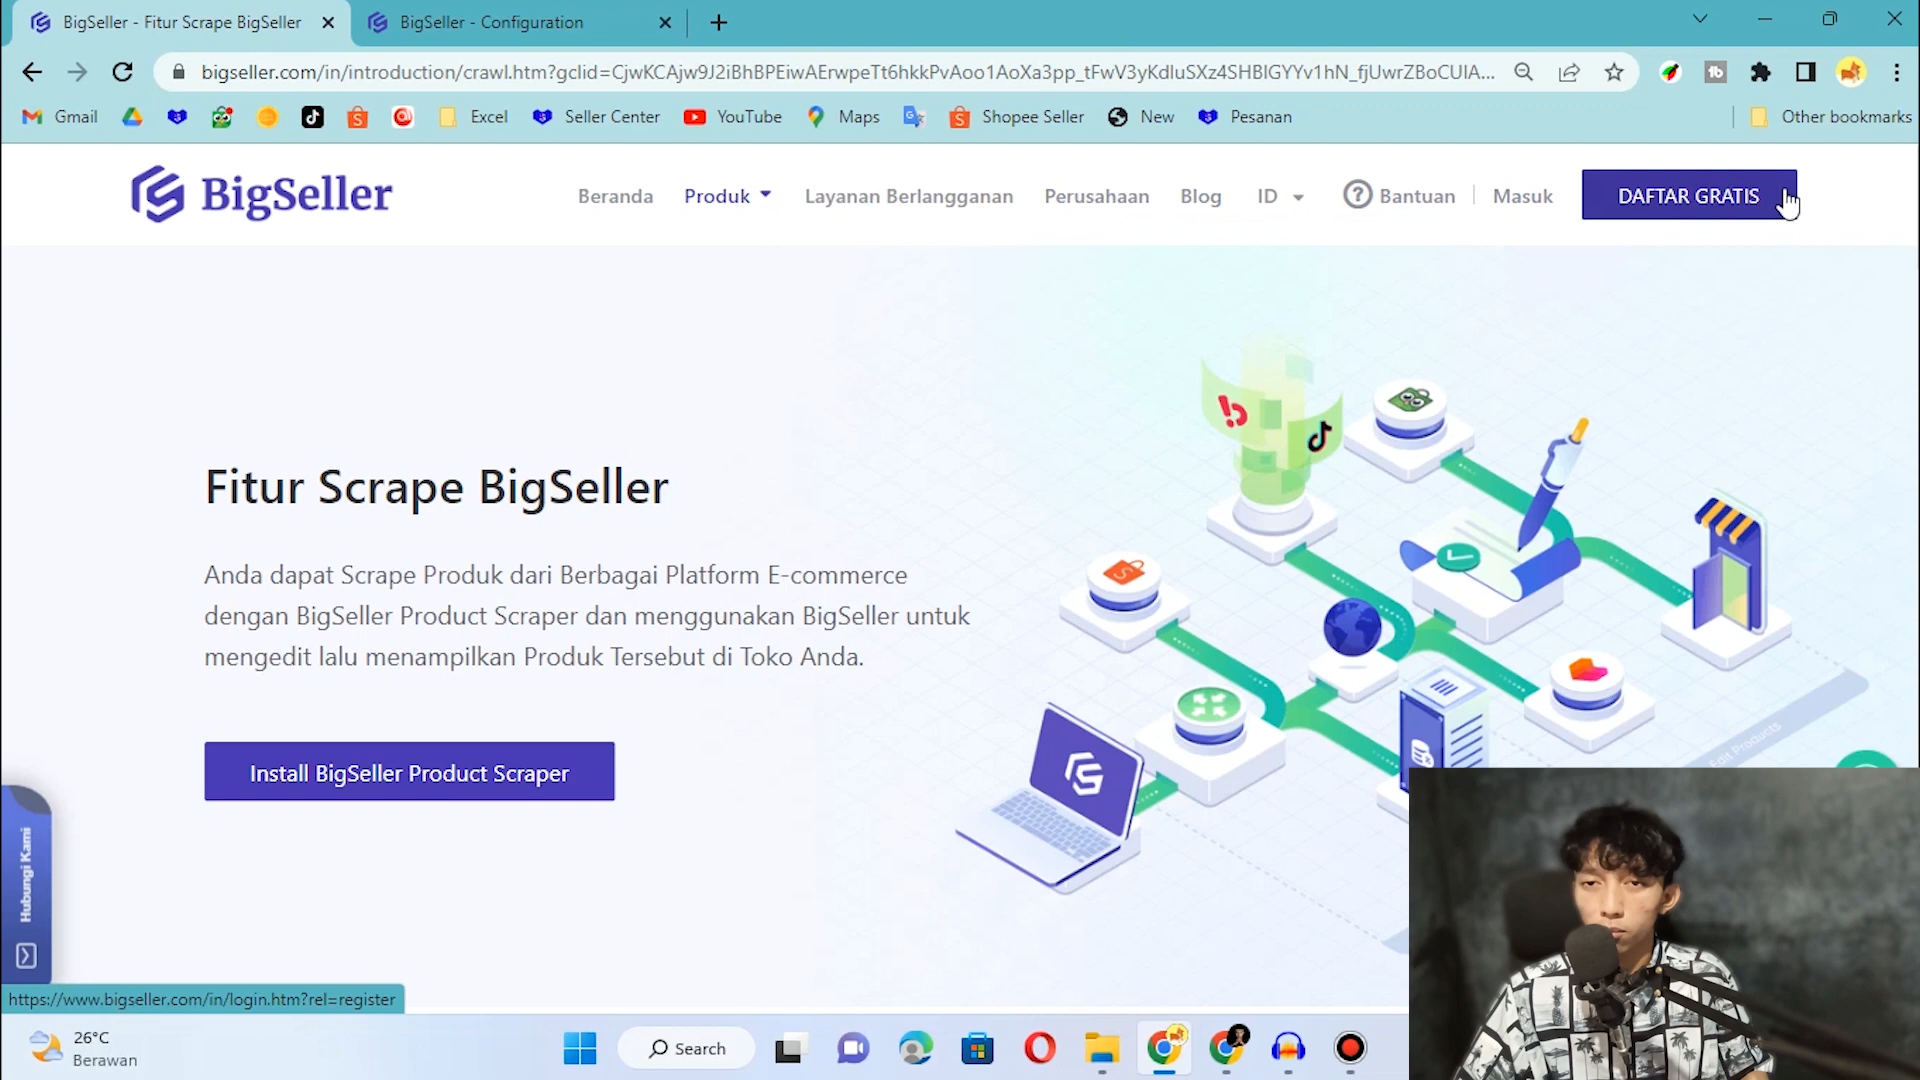 BigSeller - Fitur Scrape BigSeller
BigSeller - Configuration
bigseller.com/in/introduction/crawl.htm?gclid=CjwKCAjw9J2iBhBPEiwAErwpeTt6hkkPvAoo1AoXa3pp_tFwV3yKdIuSXz4SHBlGYYv1hN_fjUwrZBoCUIA...
Gmail
Excel
Seller Center
YouTube
Maps
Shopee Seller
New
Pesanan
Other bookmarks
BigSeller
Beranda
Produk
Layanan Berlangganan
Perusahaan
Blog
ID
Bantuan
Masuk
DAFTAR GRATIS
Fitur Scrape BigSeller
Anda dapat Scrape Produk dari Berbagai Platform E-commerce
dengan BigSeller Product Scraper dan menggunakan BigSeller untuk
mengedit lalu menampilkan Produk Tersebut di Toko Anda.
Install BigSeller Product Scraper
Edit Products
Hubungi Kami
https://www.bigseller.com/in/login.htm?rel=register
26°C
Berawan
Search